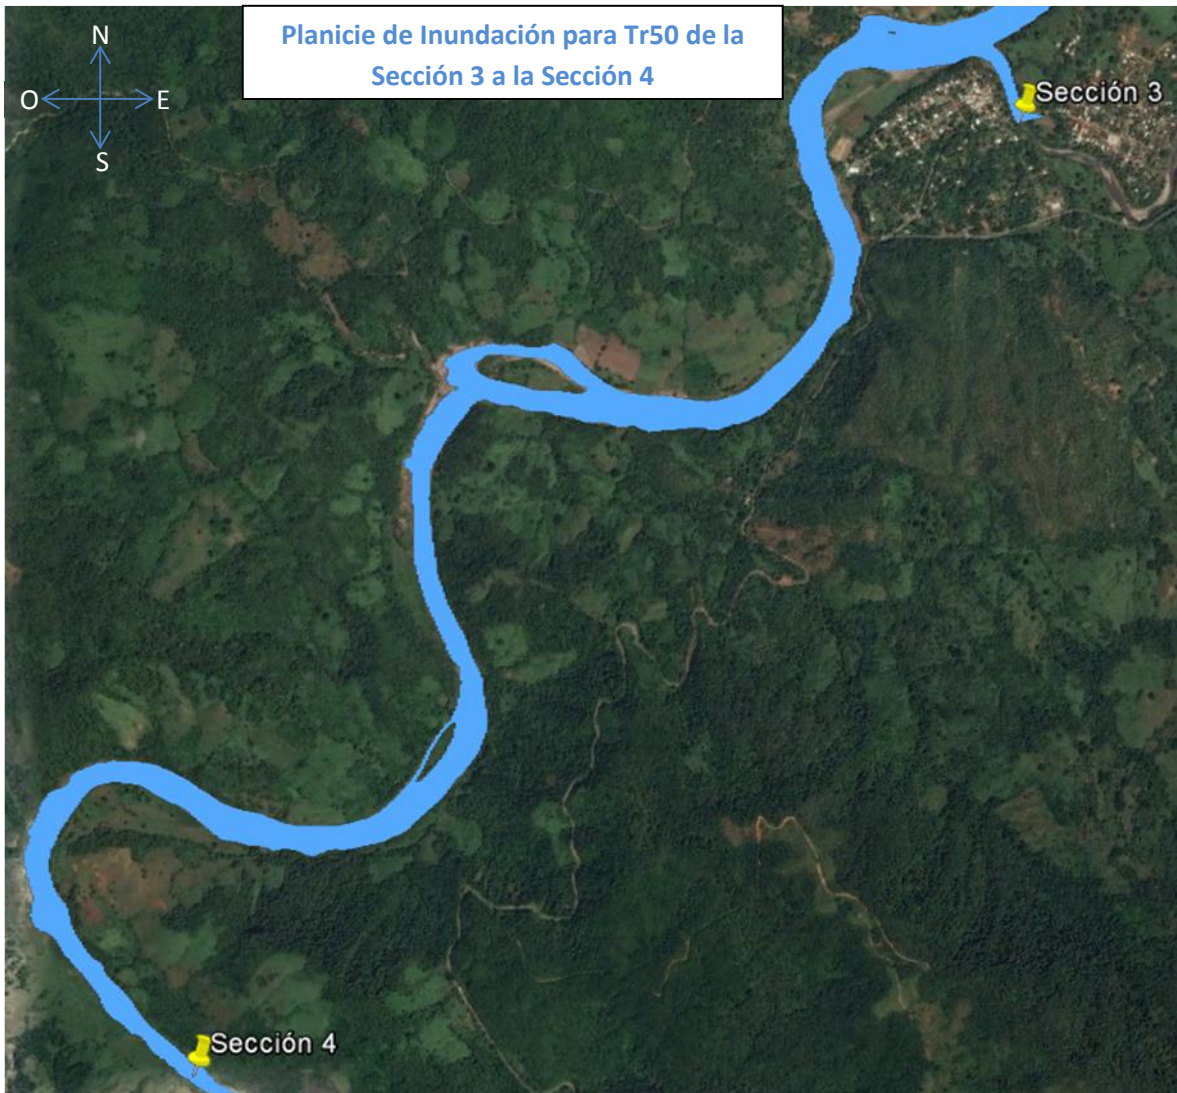 Planicie de Inundación para Tr50 de la
Sección 3 a la Sección 4
N
O
E
S
Sección 3
Sección 4